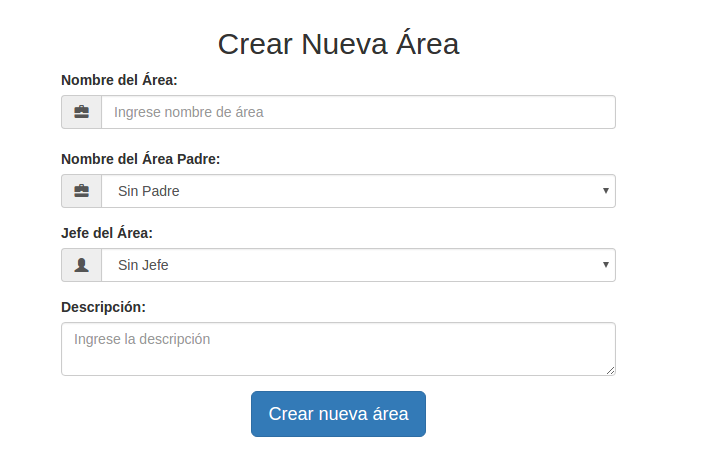 Crear Nueva Área
Nombre del Área:
Ingrese nombre de área
Nombre del Área Padre:
Sin Padre
Jefe del Área:
Sin Jefe
Descripción:
Ingrese la descripción
Crear nueva área